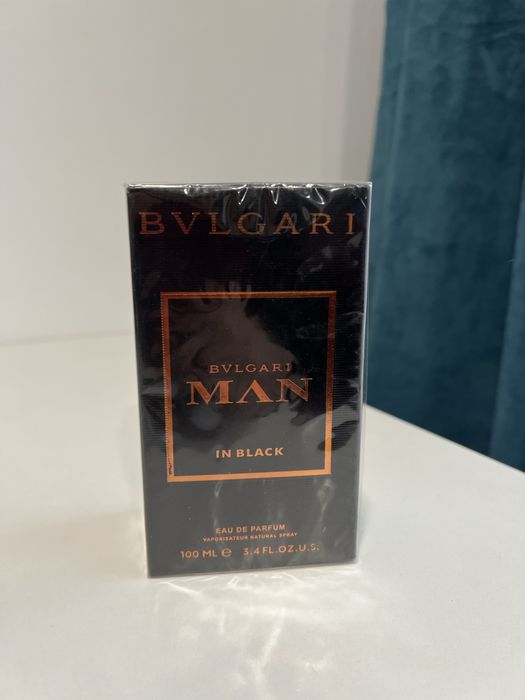 BVLGARI
BVLGARI
MAN
IN BLACK
EAU DE PARFUM
VAPORISATEUR NATURAL SPRAY
100 ML ℮ 3.4 FL.OZ.U.S.